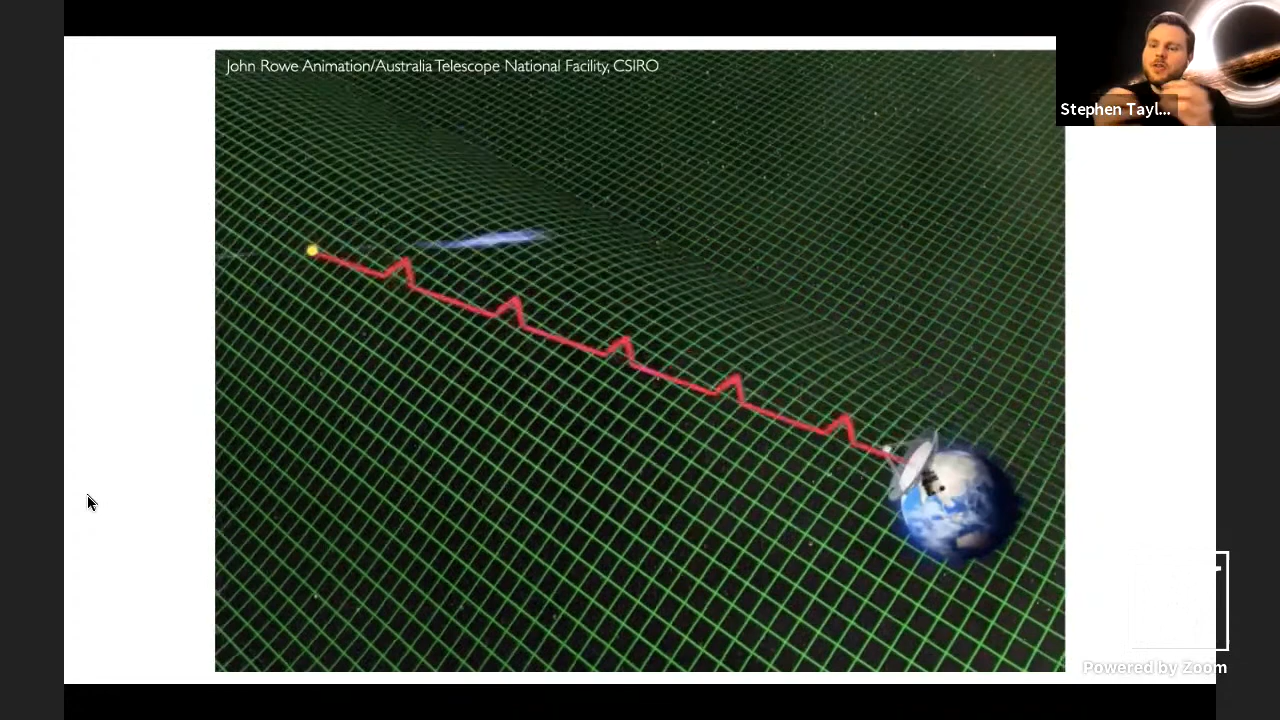 John Rowe Animation/Australia Telescope National Facility, CSIRO
Stephen Tayl...
Powered by Zoom